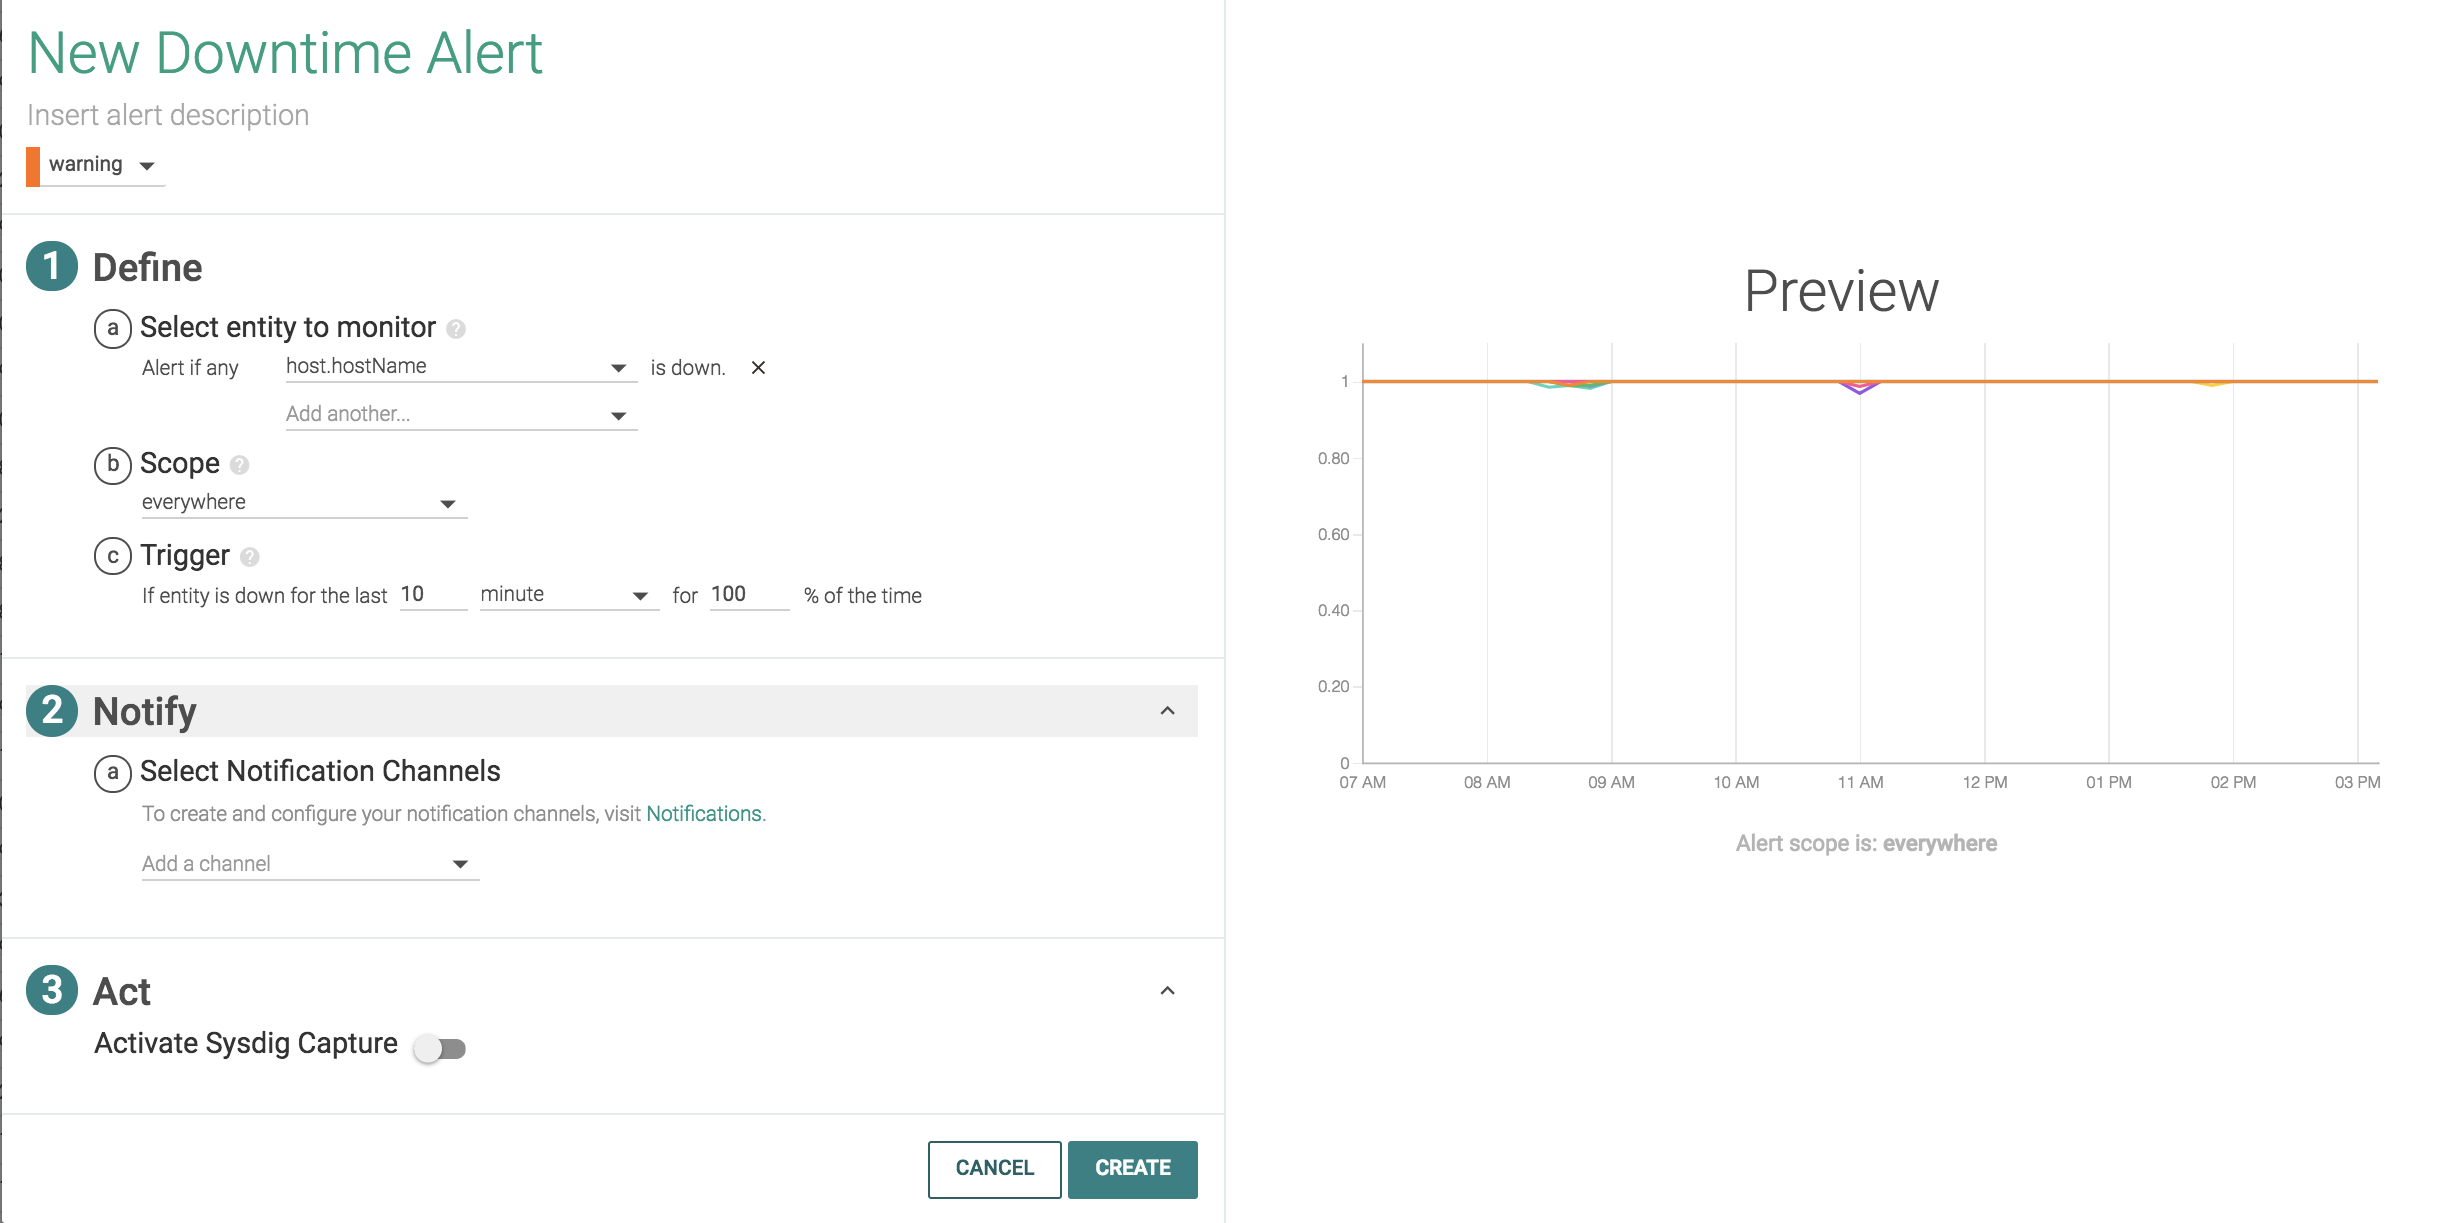 New Downtime Alert
Insert alert description
warning
1 Define
a Select entity to monitor ?
Alert if any host.hostName is down. ×
Add another...
b Scope ?
everywhere
c Trigger ?
If entity is down for the last 10 minute for 100 % of the time
2 Notify
a Select Notification Channels
To create and configure your notification channels, visit Notifications.
Add a channel
3 Act
Activate Sysdig Capture
CANCEL CREATE
Preview
1
0.80
0.60
0.40
0.20
0
07 AM 08 AM 09 AM 10 AM 11 AM 12 PM 01 PM 02 PM 03 PM
Alert scope is: everywhere